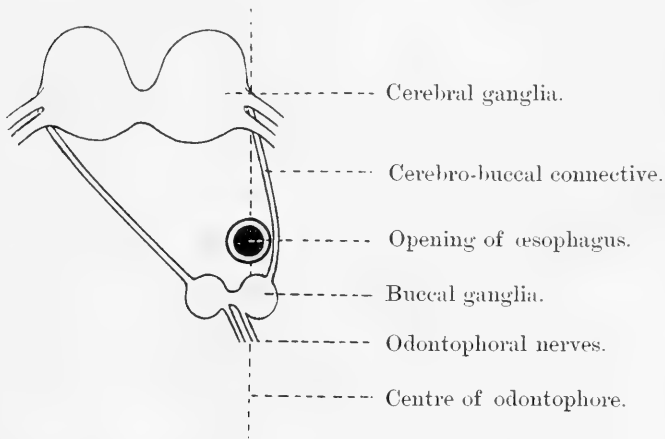 Cerebral ganglia.
Cerebro-buccal connective.
Opening of œsophagus.
Buccal ganglia.
Odontophoral nerves.
Centre of odontophore.